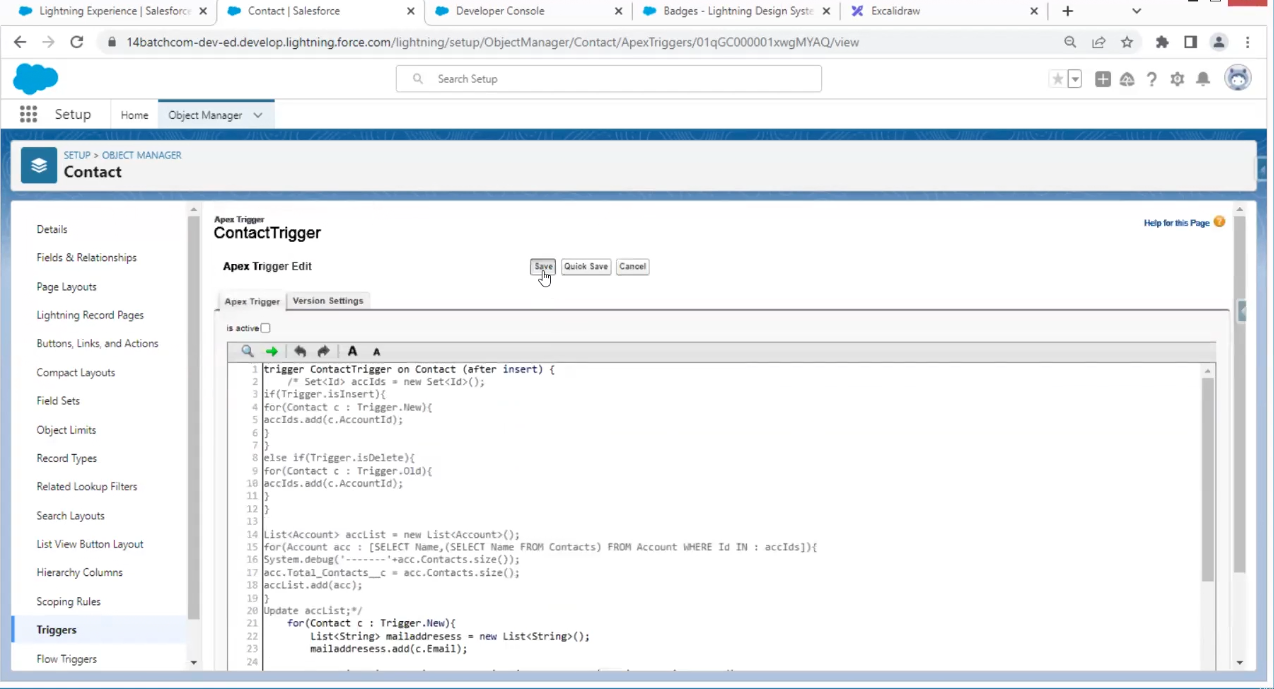 Lightning Experience | Salesforce
Contact | Salesforce
Developer Console
Badges - Lightning Design Syste
Excalidraw
14batchcom-dev-ed.develop.lightning.force.com/lightning/setup/ObjectManager/Contact/ApexTriggers/01qGC000001xwgMYAQ/view
Search Setup
Setup
Home
Object Manager
SETUP > OBJECT MANAGER
Contact
Details
Fields & Relationships
Page Layouts
Lightning Record Pages
Buttons, Links, and Actions
Compact Layouts
Field Sets
Object Limits
Record Types
Related Lookup Filters
Search Layouts
List View Button Layout
Hierarchy Columns
Scoping Rules
Triggers
Flow Triggers
Apex Trigger
ContactTrigger
Help for this Page
Apex Trigger Edit
Save
Quick Save
Cancel
Apex Trigger
Version Settings
is active
A A
1 trigger ContactTrigger on Contact (after insert) {
2 /* Set<Id> accIds = new Set<Id>();
3 if(Trigger.isInsert){
4 for(Contact c : Trigger.New){
5 accIds.add(c.AccountId);
6 }
7 }
8 else if(Trigger.isDelete){
9 for(Contact c : Trigger.Old){
10 accIds.add(c.AccountId);
11 }
12 }
13
14 List<Account> accList = new List<Account>();
15 for(Account acc : [SELECT Name,(SELECT Name FROM Contacts) FROM Account WHERE Id IN : accIds]){
16 System.debug('-------'+acc.Contacts.size());
17 acc.Total_Contacts__c = acc.Contacts.size();
18 accList.add(acc);
19 }
20 Update accList;*/
21 for(Contact c : Trigger.New){
22 List<String> mailaddresess = new List<String>();
23 mailaddresess.add(c.Email);
24